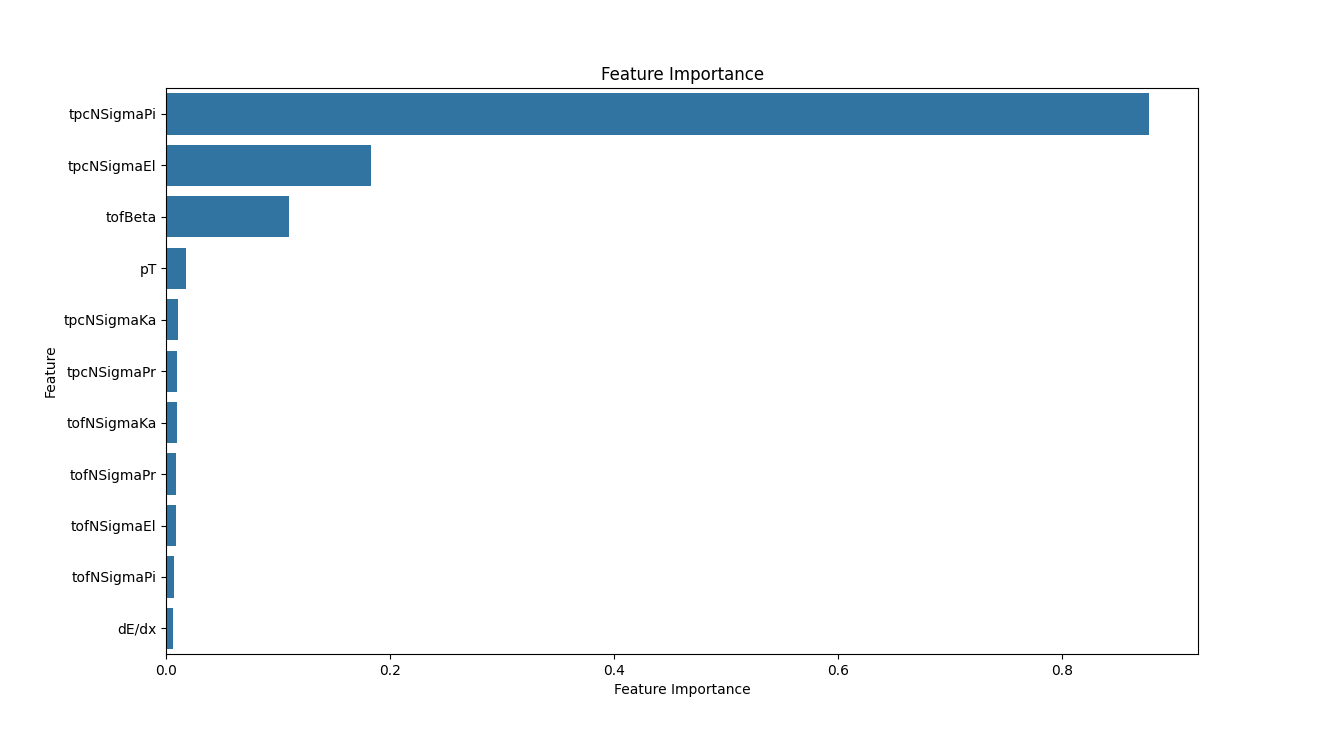 Feature Importance
tpcNSigmaPi
tpcNSigmaEl
tofBeta
pT
tpcNSigmaKa
tpcNSigmaPr
tofNSigmaKa
tofNSigmaPr
tofNSigmaEl
tofNSigmaPi
dE/dx
Feature
0.0 0.2 0.4 0.6 0.8
Feature Importance